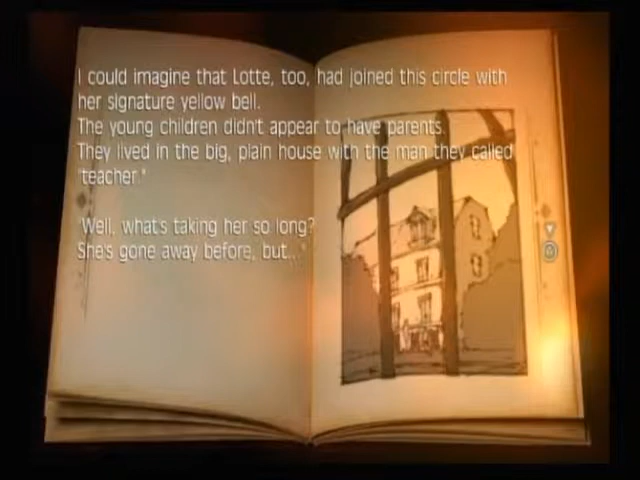 I could imagine that Lotte, too, had joined this circle with
her signature yellow bell.
The young children didn't appear to have parents.
They lived in the big, plain house with the man they called
"teacher."
"Well, what's taking her so long?
She's gone away before, but..."